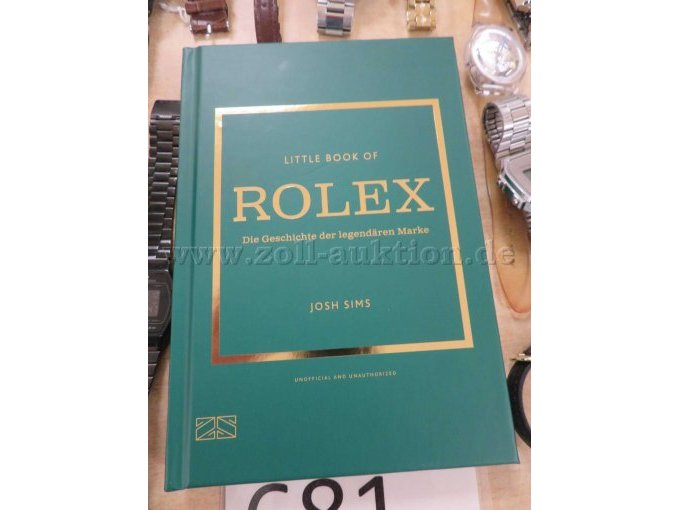 LITTLE BOOK OF
ROLEX
Die Geschichte der legendären Marke
www.zoll-auktion.de
JOSH SIMS
UNOFFICIAL AND UNAUTHORIZED
ZS
C81